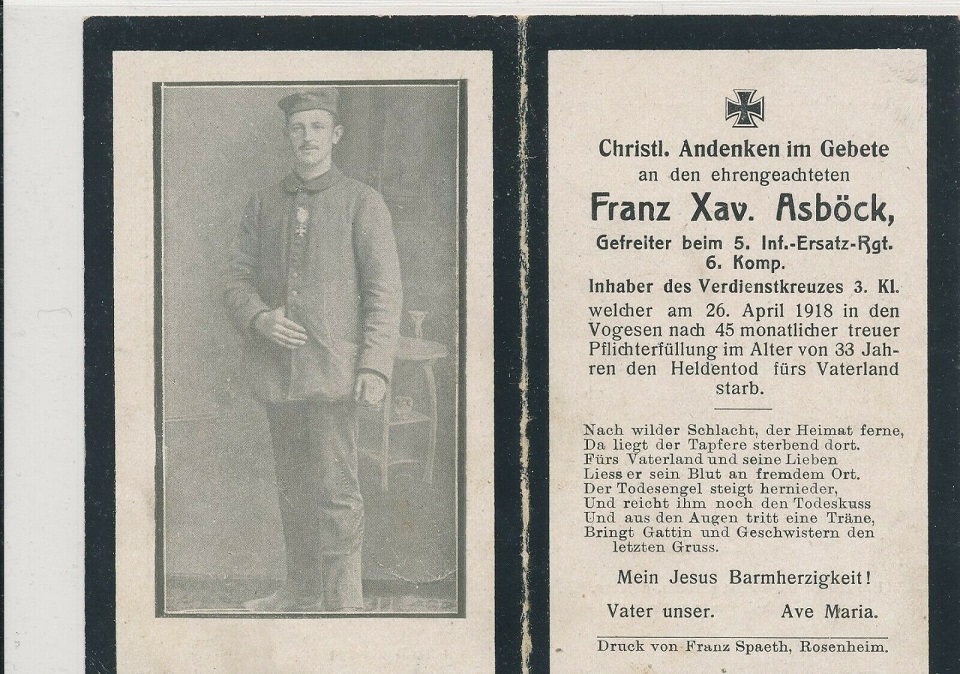 Christl. Andenken im Gebete
an den ehrengeachteten
Franz Xav. Asböck,
Gefreiter beim 5. Inf.-Ersatz-Rgt.
6. Komp.
Inhaber des Verdienstkreuzes 3. Kl.
welcher am 26. April 1918 in den
Vogesen nach 45 monatlicher treuer
Pflichterfüllung im Alter von 33 Jah-
ren den Heldentod fürs Vaterland
starb.
Nach wilder Schlacht, der Heimat ferne,
Da liegt der Tapfere sterbend dort.
Fürs Vaterland und seine Lieben
Liess er sein Blut an fremdem Ort.
Der Todesengel steigt hernieder,
Und reicht ihm noch den Todeskuss
Und aus den Augen tritt eine Träne,
Bringt Gattin und Geschwistern den
letzten Gruss.
Mein Jesus Barmherzigkeit!
Vater unser. Ave Maria.
Druck von Franz Spaeth, Rosenheim.